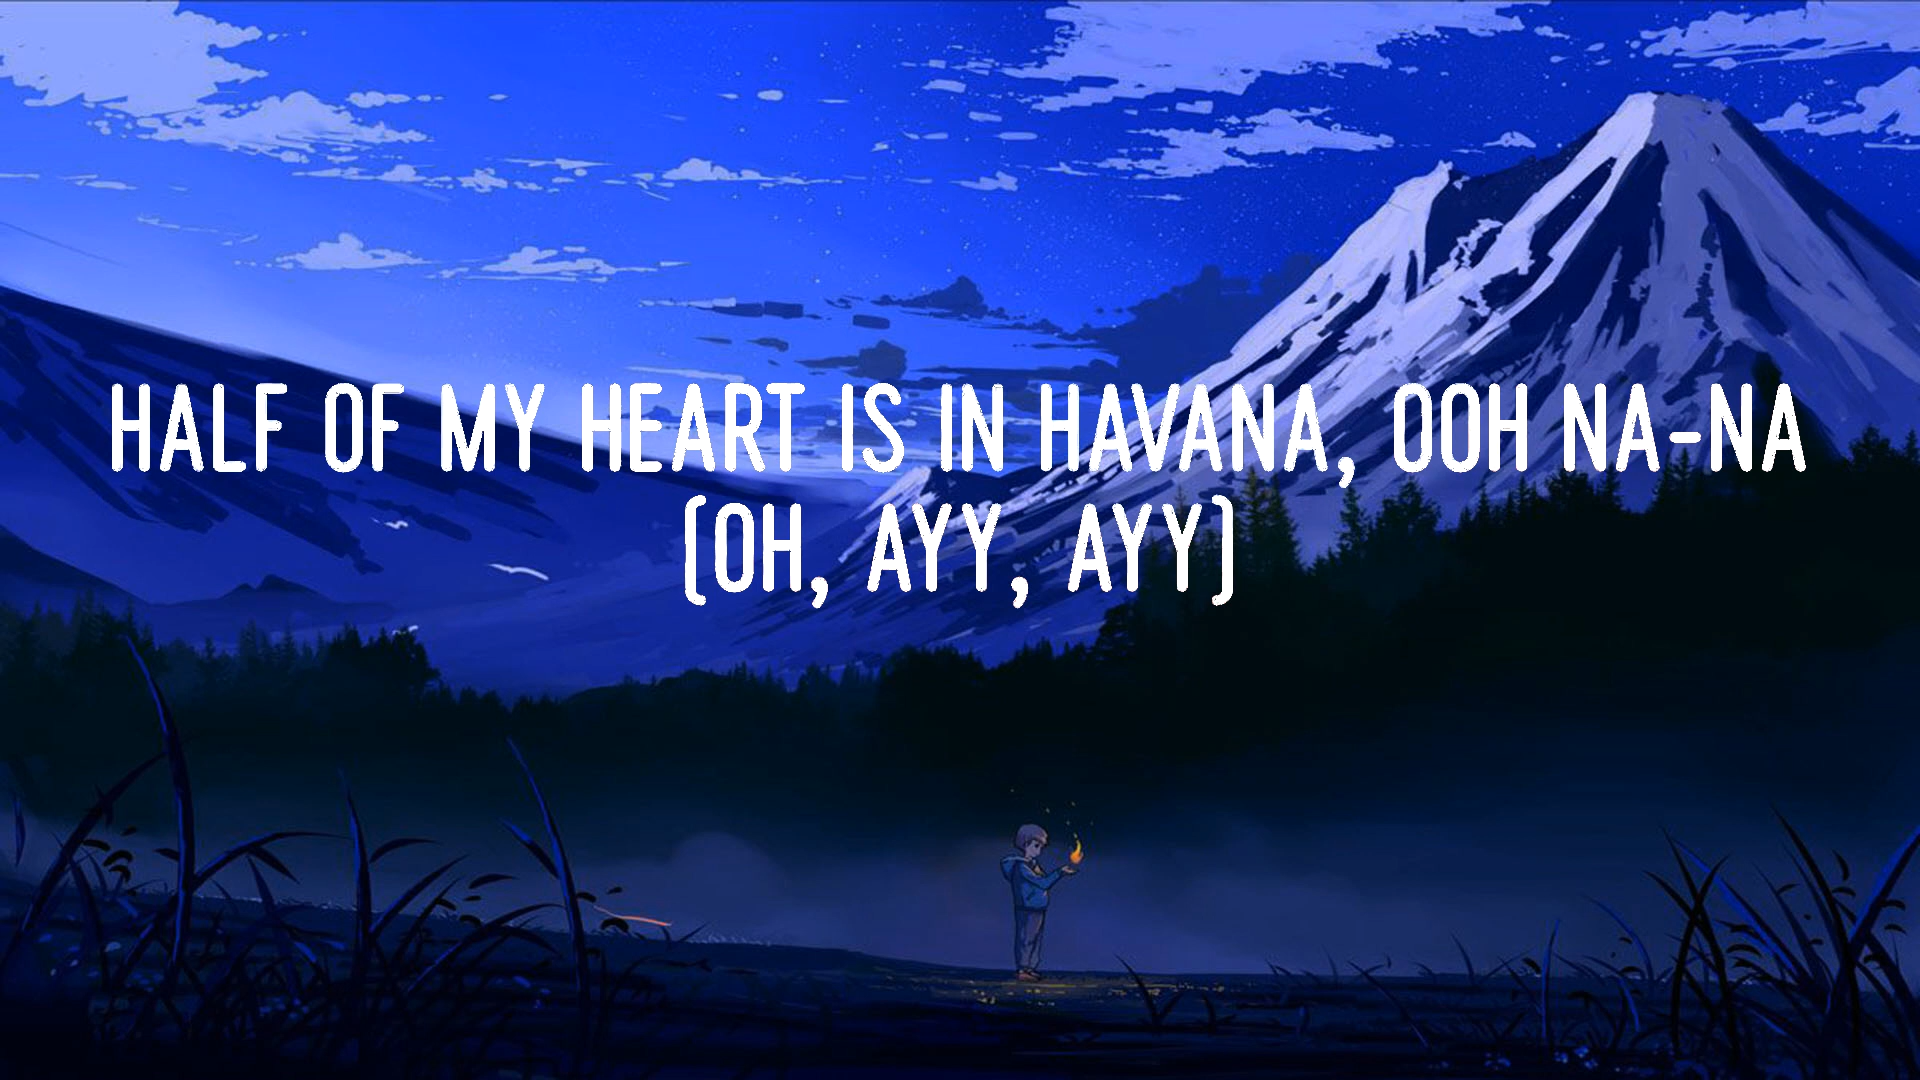 HALF OF MY HEART IS IN HAVANA, OOH NA-NA
(OH, AYY, AYY)